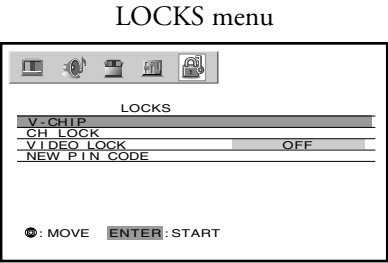 LOCKS menu
LOCKS
V-CHIP
CH LOCK
VIDEO LOCK OFF
NEW PIN CODE
: MOVE ENTER : START